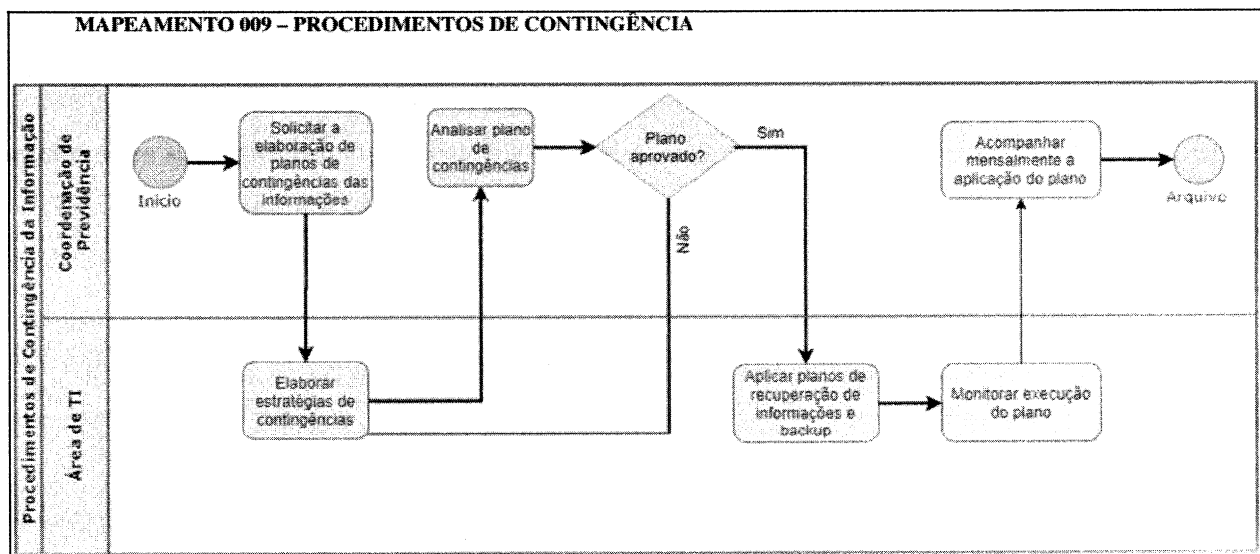 MAPEAMENTO 009 – PROCEDIMENTOS DE CONTINGÊNCIA
Procedimentos de Contingência da Informação
Coordenação de
Previdência
Início
Solicitar a
elaboração de
planos de
contingências das
informações
Analisar plano
de
contingências
Plano
aprovado?
Sim
Não
Acompanhar
mensalmente a
aplicação do plano
Arquivo
Área de TI
Elaborar
estratégias de
contingências
Aplicar planos de
recuperação de
informações e
backup
Monitorar execução
do plano